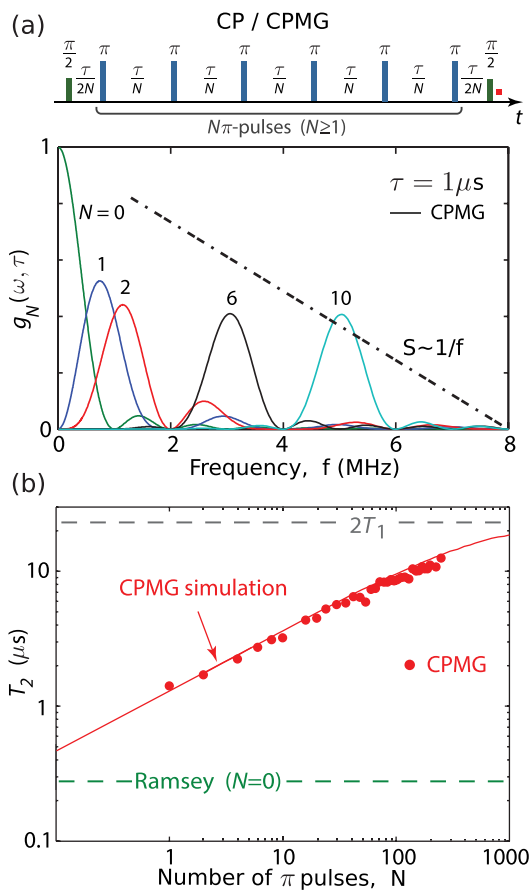 (a)
CP / CPMG
π/2 π π π π π π π/2
τ/2N τ/N τ/N τ/N τ/N τ/N τ/2N
t
Nπ-pulses (N≥1)
1
τ = 1μs
CPMG
N = 0
1
2
6
10
S~1/f
g_N(ω, τ)
0
0 2 4 6 8
Frequency, f (MHz)
(b)
2T₁
10
CPMG simulation
CPMG
T₂ (μs)
1
Ramsey (N=0)
0.1
1 10 100 1000
Number of π pulses, N